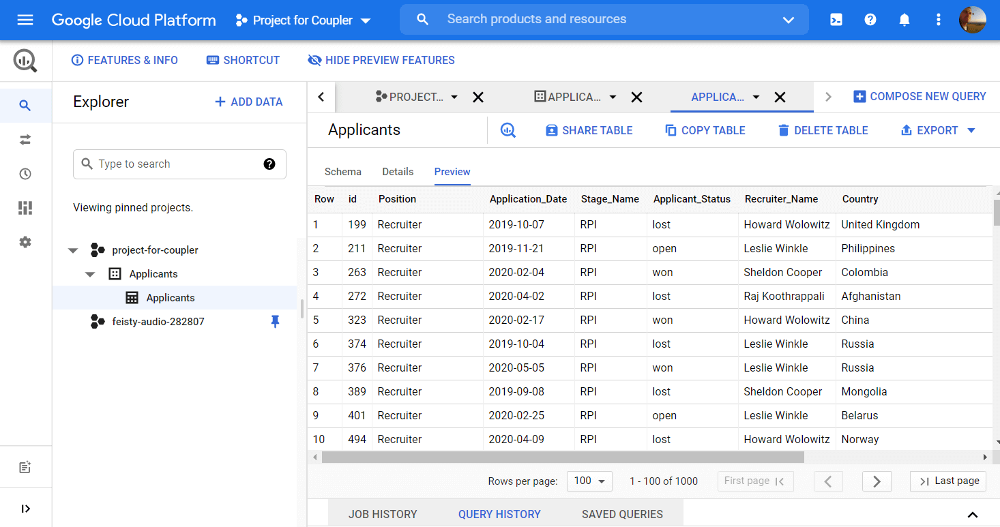 Google Cloud Platform Project for Coupler Search products and resources
FEATURES & INFO SHORTCUT HIDE PREVIEW FEATURES
Explorer + ADD DATA
Type to search
Viewing pinned projects.
project-for-coupler
Applicants
Applicants
feisty-audio-282807
PROJECT... APPLICA... APPLICA... COMPOSE NEW QUERY
Applicants SHARE TABLE COPY TABLE DELETE TABLE EXPORT
Schema Details Preview
Row id Position Application_Date Stage_Name Applicant_Status Recruiter_Name Country
1 199 Recruiter 2019-10-07 RPI lost Howard Wolowitz United Kingdom
2 211 Recruiter 2019-11-21 RPI open Leslie Winkle Philippines
3 263 Recruiter 2020-02-04 RPI won Sheldon Cooper Colombia
4 272 Recruiter 2020-04-02 RPI lost Raj Koothrappali Afghanistan
5 323 Recruiter 2020-02-17 RPI won Howard Wolowitz China
6 374 Recruiter 2019-10-04 RPI lost Leslie Winkle Russia
7 376 Recruiter 2020-05-05 RPI won Leslie Winkle Russia
8 389 Recruiter 2019-09-08 RPI lost Sheldon Cooper Mongolia
9 401 Recruiter 2020-02-25 RPI open Leslie Winkle Belarus
10 494 Recruiter 2020-04-09 RPI lost Howard Wolowitz Norway
Rows per page: 100 1 - 100 of 1000 First page Last page
JOB HISTORY QUERY HISTORY SAVED QUERIES